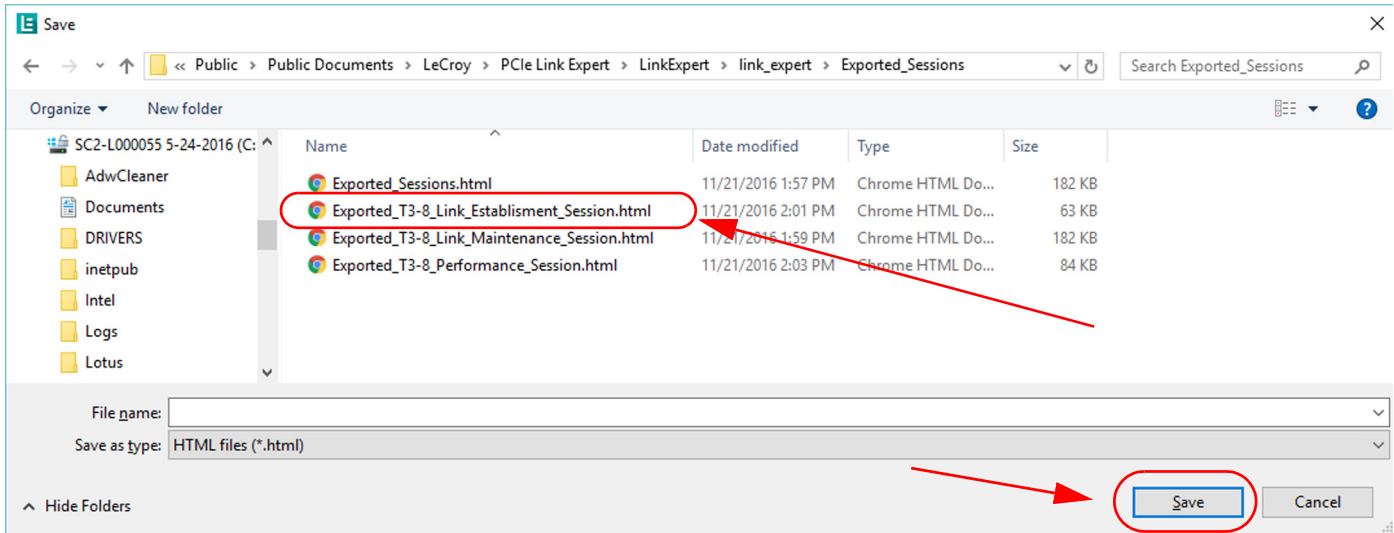 Save
« Public > Public Documents > LeCroy > PCIe Link Expert > LinkExpert > link_expert > Exported_Sessions
Search Exported_Sessions
Organize
New folder
SC2-L000055 5-24-2016 (C:
AdwCleaner
Documents
DRIVERS
inetpub
Intel
Logs
Lotus
Name Date modified Type Size
Exported_Sessions.html 11/21/2016 1:57 PM Chrome HTML Do... 182 KB
Exported_T3-8_Link_Establisment_Session.html 11/21/2016 2:01 PM Chrome HTML Do... 63 KB
Exported_T3-8_Link_Maintenance_Session.html 11/21/2016 1:59 PM Chrome HTML Do... 182 KB
Exported_T3-8_Performance_Session.html 11/21/2016 2:03 PM Chrome HTML Do... 84 KB
File name:
Save as type: HTML files (*.html)
Hide Folders
Save
Cancel